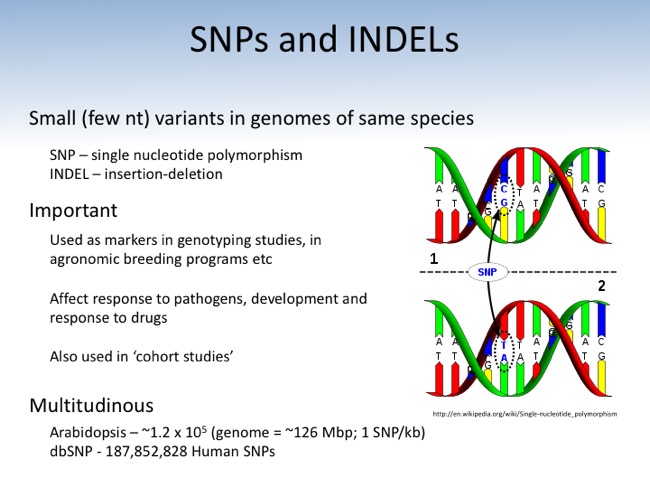 SNPs and INDELs
Small (few nt) variants in genomes of same species
SNP – single nucleotide polymorphism
INDEL – insertion-deletion
Important
Used as markers in genotyping studies, in
agronomic breeding programs etc
Affect response to pathogens, development and
response to drugs
Also used in ‘cohort studies’
Multitudinous
Arabidopsis – ~1.2 x 10⁵ (genome = ~126 Mbp; 1 SNP/kb)
dbSNP - 187,852,828 Human SNPs
A A C T A A C
T T G G A T T G
1
SNP
2
A A T T A A C
T T G A A T T G
http://en.wikipedia.org/wiki/Single-nucleotide_polymorphism